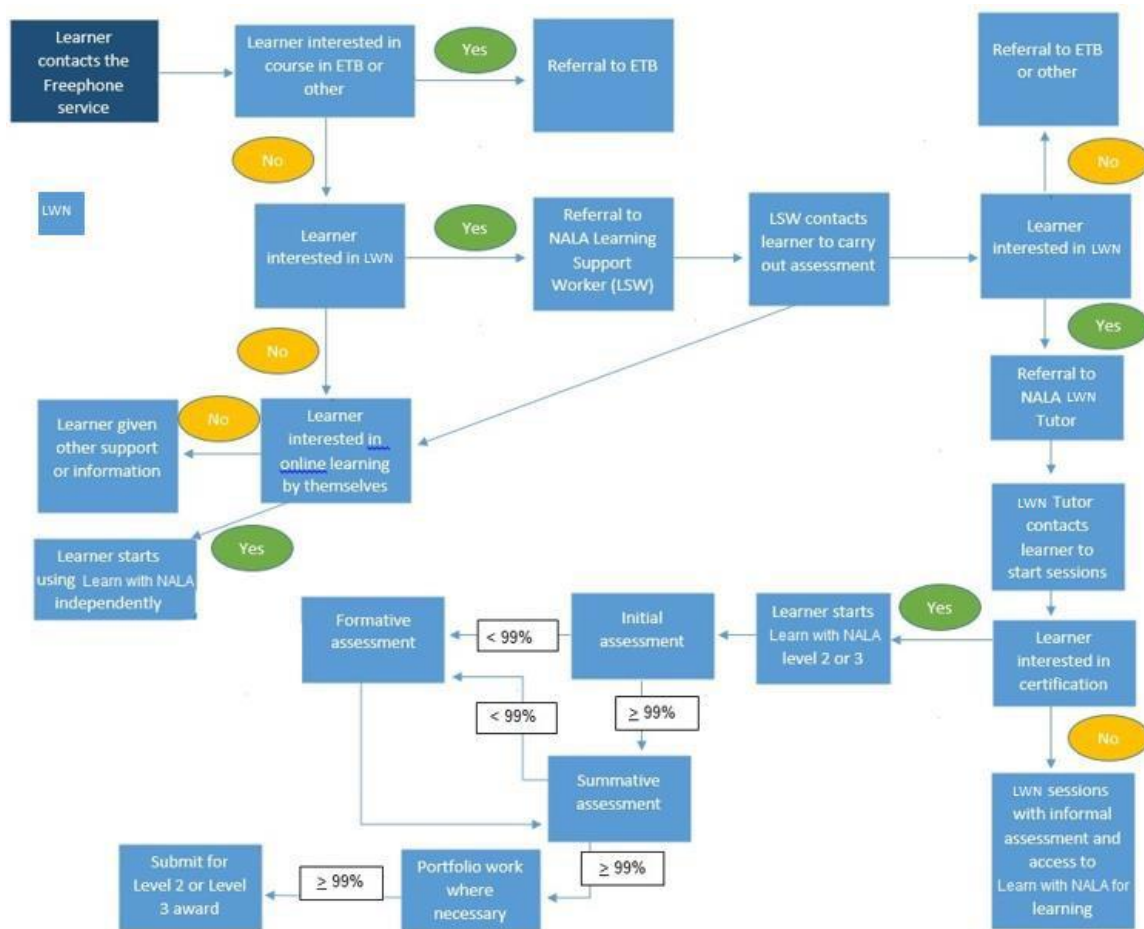 Learner
contacts the
Freephone
service
Learner interested in
course in ETB or
other
Yes
Referral to ETB
Referral to ETB
or other
No
No
LWN
Learner
interested in LWN
Yes
Referral to
NALA Learning
Support
Worker (LSW)
LSW contacts
learner to carry
out assessment
Learner
interested in LWN
No
Yes
Learner given
other support
or information
No
Learner
interested in
online learning
by themselves
Referral to
NALA LWN
Tutor
Learner starts
using Learn with NALA
independently
Yes
LWN Tutor
contacts
learner to
start sessions
Formative
assessment
< 99%
Initial
assessment
Learner starts
Learn with NALA
level 2 or 3
Yes
Learner
interested in
certification
< 99%
≥ 99%
No
Summative
assessment
LWN sessions
with informal
assessment and
access to
Learn with NALA for
learning
Submit for
Level 2 or Level
3 award
≥ 99%
Portfolio work
where
necessary
≥ 99%